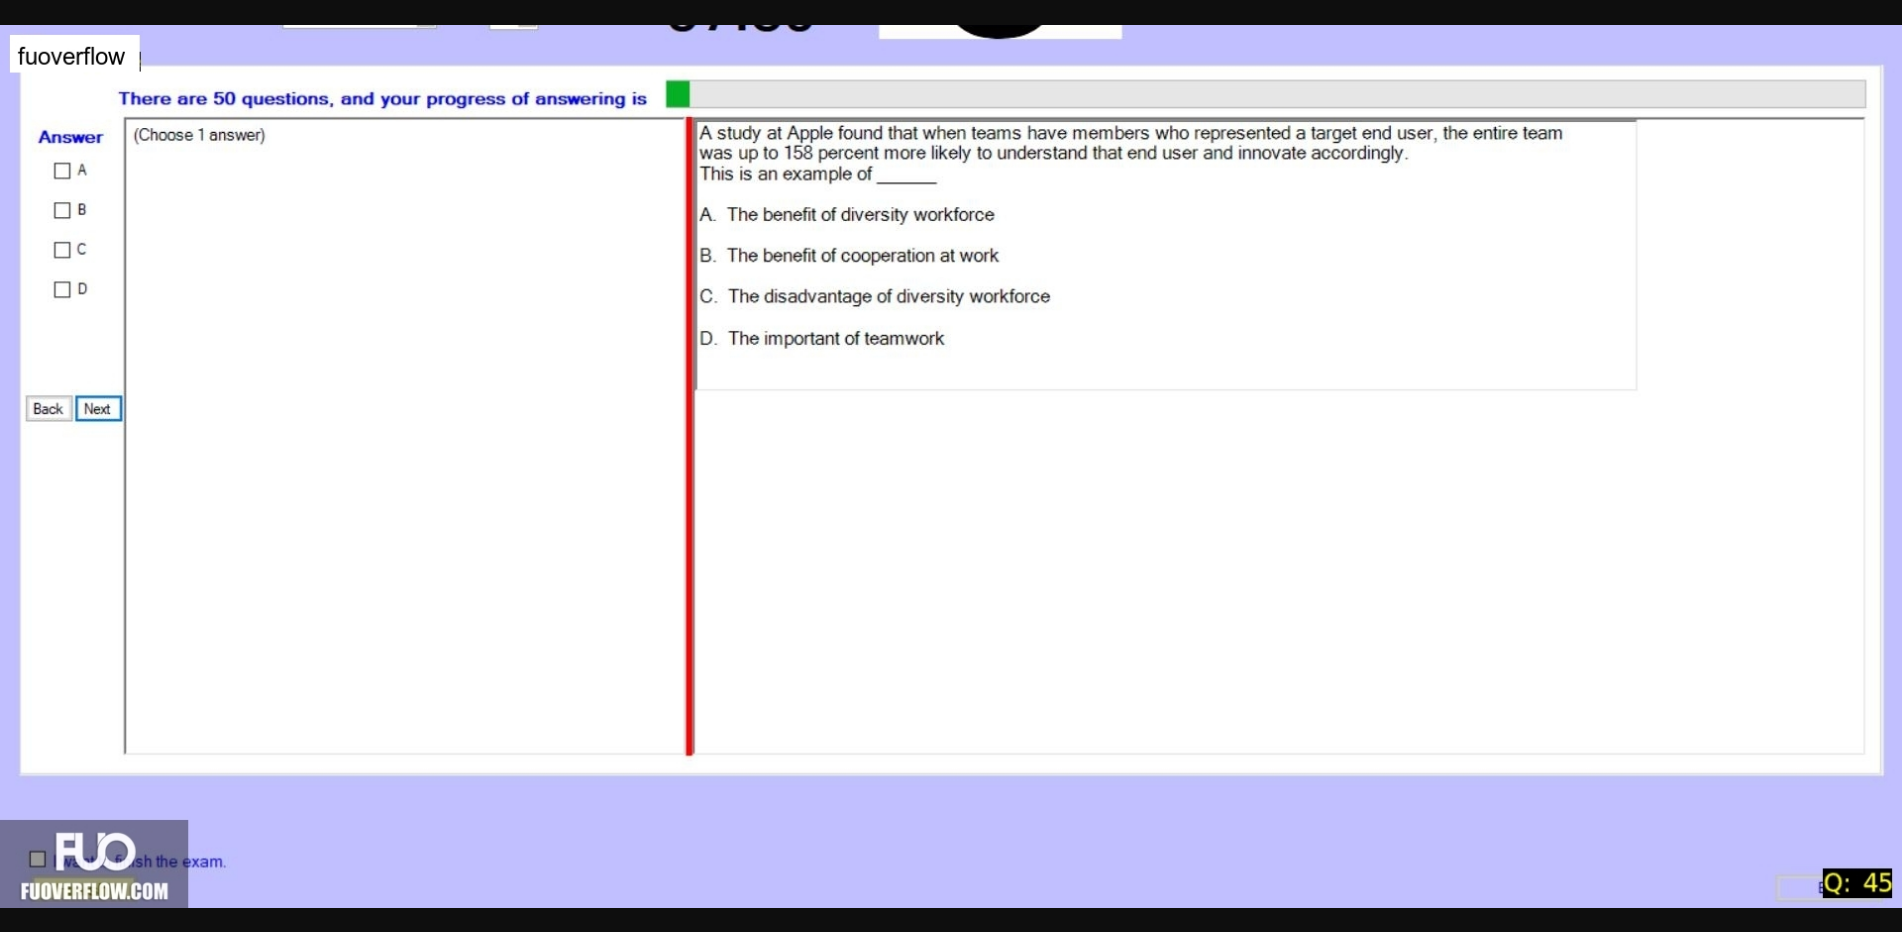 fuoverflow
There are 50 questions, and your progress of answering is
Answer
(Choose 1 answer)
A
B
C
D
Back
Next
A study at Apple found that when teams have members who represented a target end user, the entire team
was up to 158 percent more likely to understand that end user and innovate accordingly.
This is an example of ______
A. The benefit of diversity workforce
B. The benefit of cooperation at work
C. The disadvantage of diversity workforce
D. The important of teamwork
FUO
the exam.
FUOVERFLOW.COM
Q: 45